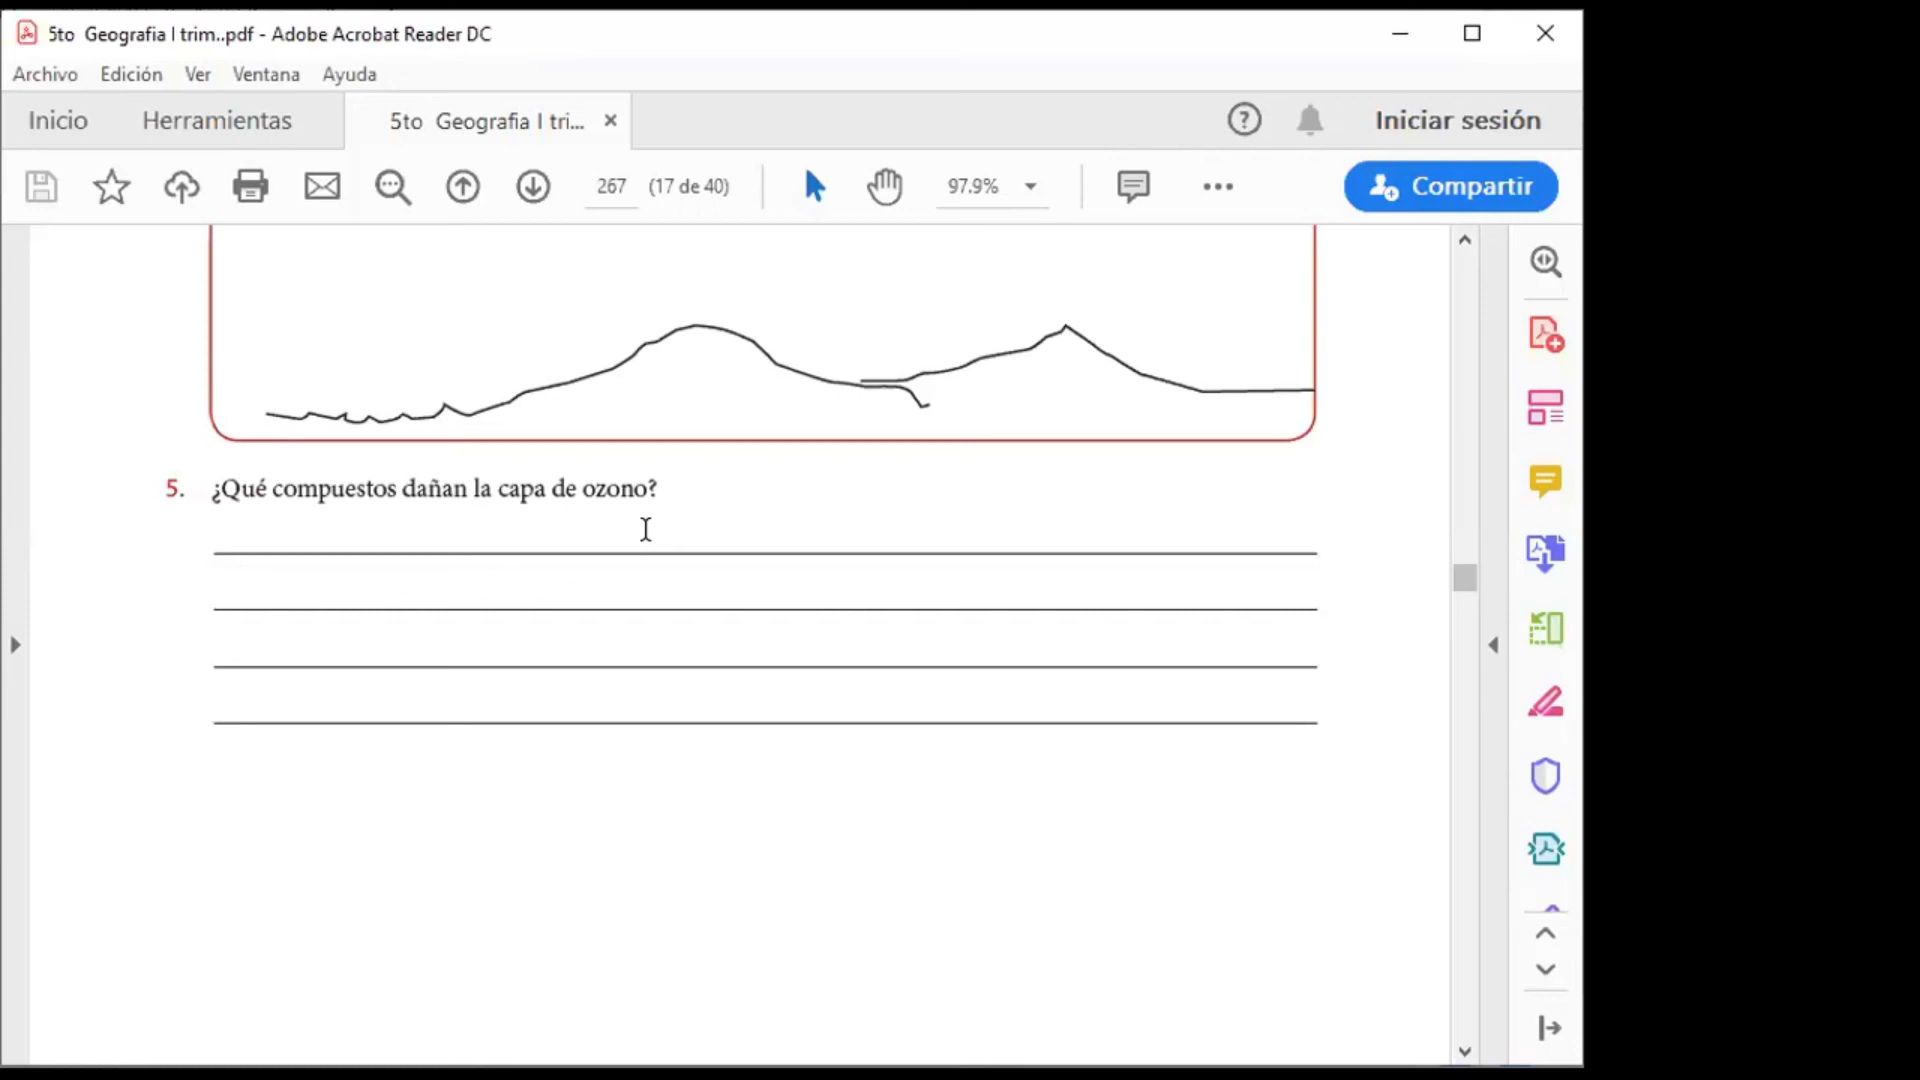 5to Geografia I trim..pdf - Adobe Acrobat Reader DC
Archivo Edición Ver Ventana Ayuda
Inicio Herramientas 5to Geografia I tri... Iniciar sesión
267 (17 de 40) 97.9% Compartir
5. ¿Qué compuestos dañan la capa de ozono?